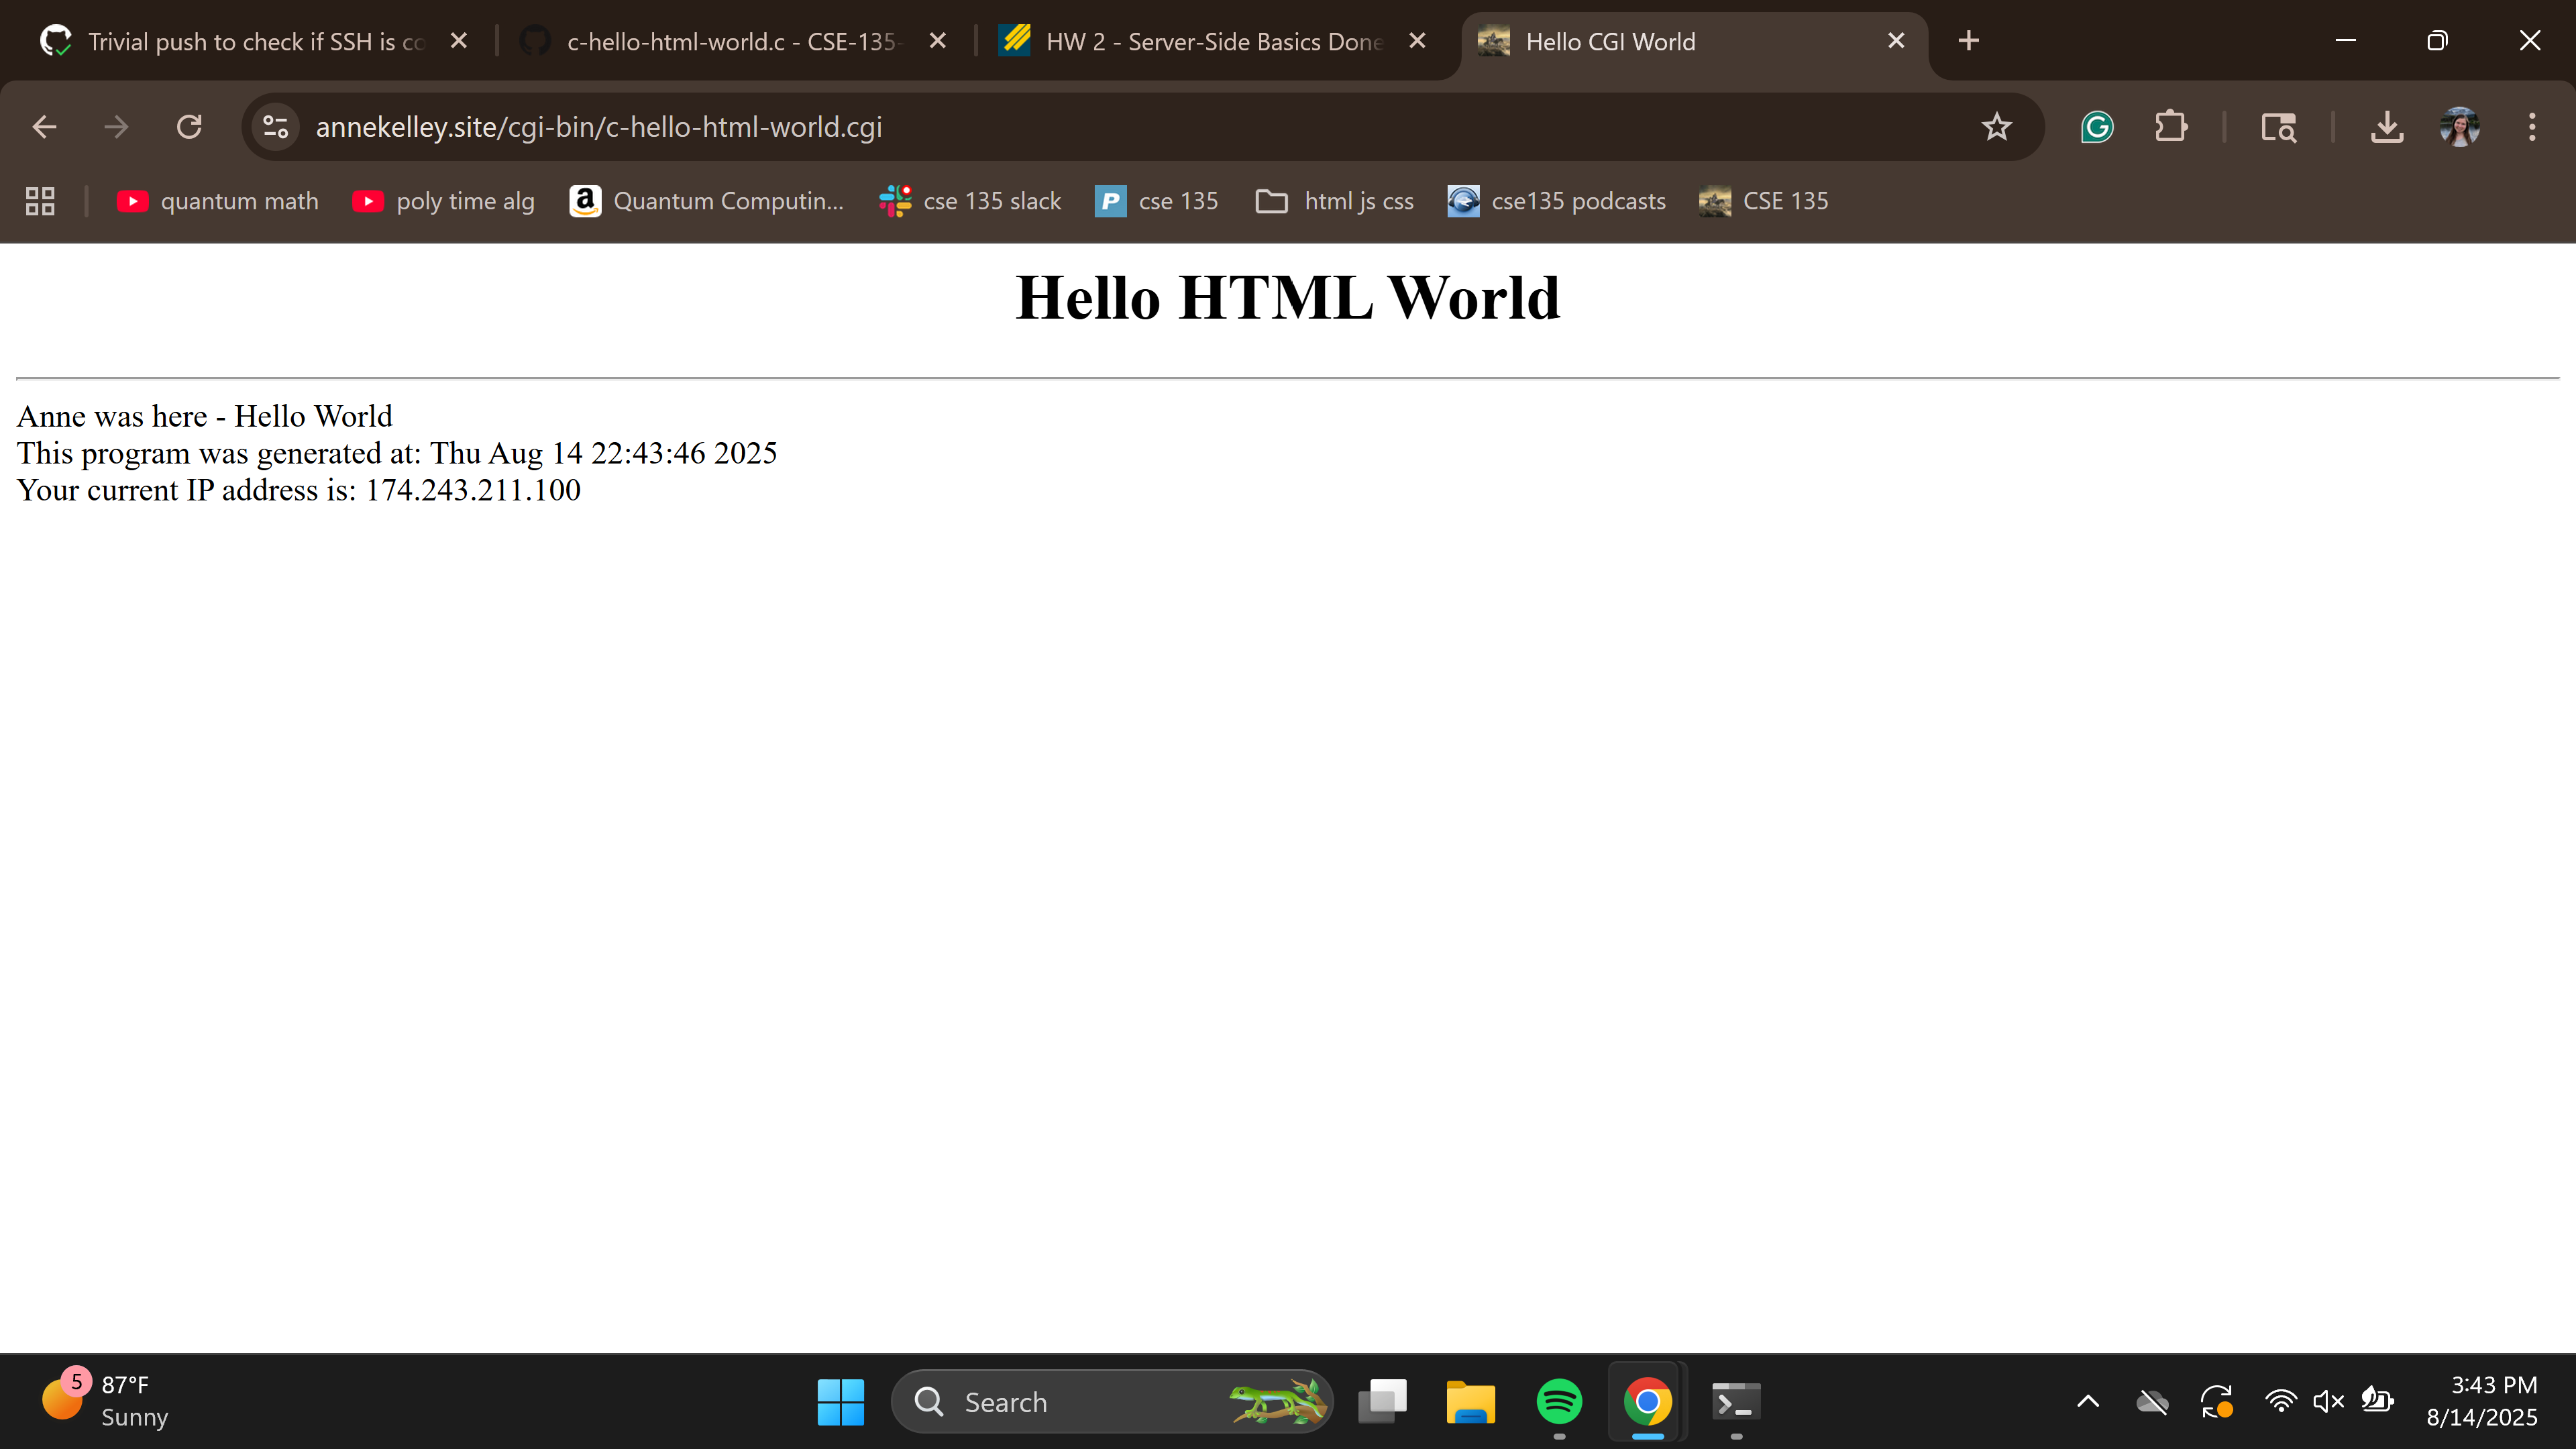 Trivial push to check if SSH is co
c-hello-html-world.c - CSE-135-
HW 2 - Server-Side Basics Done
Hello CGI World
annekelley.site/cgi-bin/c-hello-html-world.cgi
quantum math
poly time alg
Quantum Computin...
cse 135 slack
cse 135
html js css
cse135 podcasts
CSE 135
Hello HTML World
Anne was here - Hello World
This program was generated at: Thu Aug 14 22:43:46 2025
Your current IP address is: 174.243.211.100
5
87°F
Sunny
Search
3:43 PM
8/14/2025